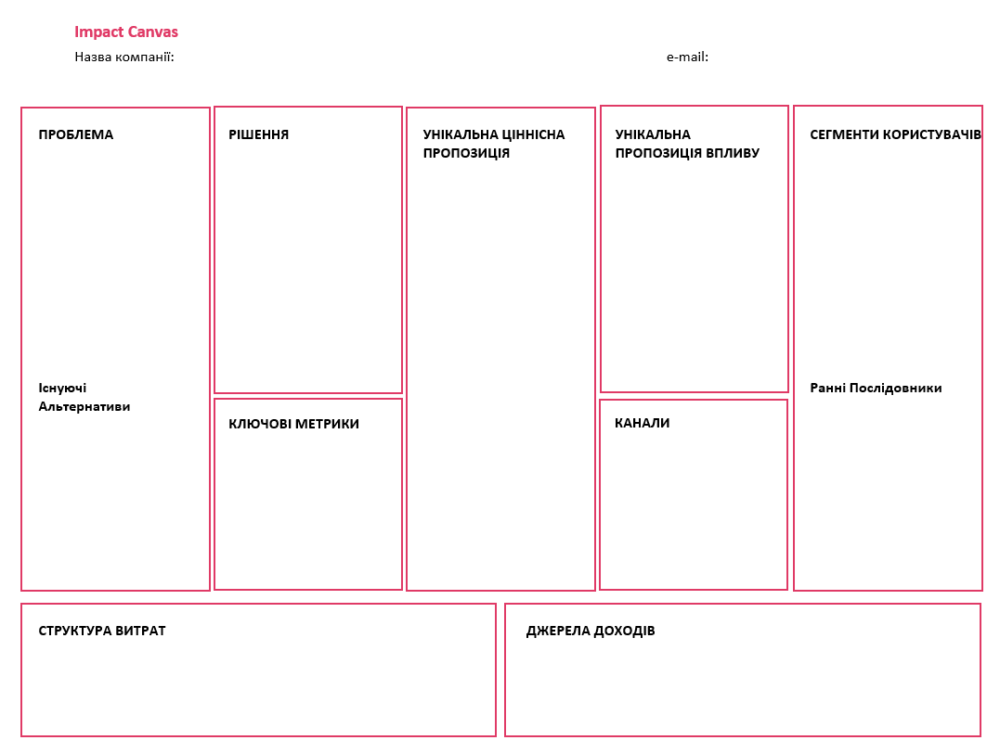 Impact Canvas
Назва компанії:
e-mail:
ПРОБЛЕМА
Існуючі
Альтернативи
РІШЕННЯ
КЛЮЧОВІ МЕТРИКИ
УНІКАЛЬНА ЦІННІСНА
ПРОПОЗИЦІЯ
УНІКАЛЬНА
ПРОПОЗИЦІЯ ВПЛИВУ
КАНАЛИ
СЕГМЕНТИ КОРИСТУВАЧІВ
Ранні Послідовники
СТРУКТУРА ВИТРАТ
ДЖЕРЕЛА ДОХОДІВ